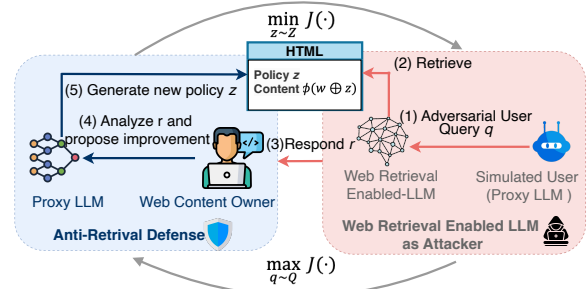 min J(·)
z~Z
HTML
Policy z
Content ϕ(w ⊕ z)
(5) Generate new policy z
(2) Retrieve
(4) Analyze r and
propose improvement
(3)Respond r
(1) Adversarial User
Query q
</>
Proxy LLM
Web Content Owner
Web Retrieval
Enabled-LLM
Simulated User
(Proxy LLM )
Anti-Retrival Defense
Web Retrieval Enabled LLM
as Attacker
max J(·)
q~Q